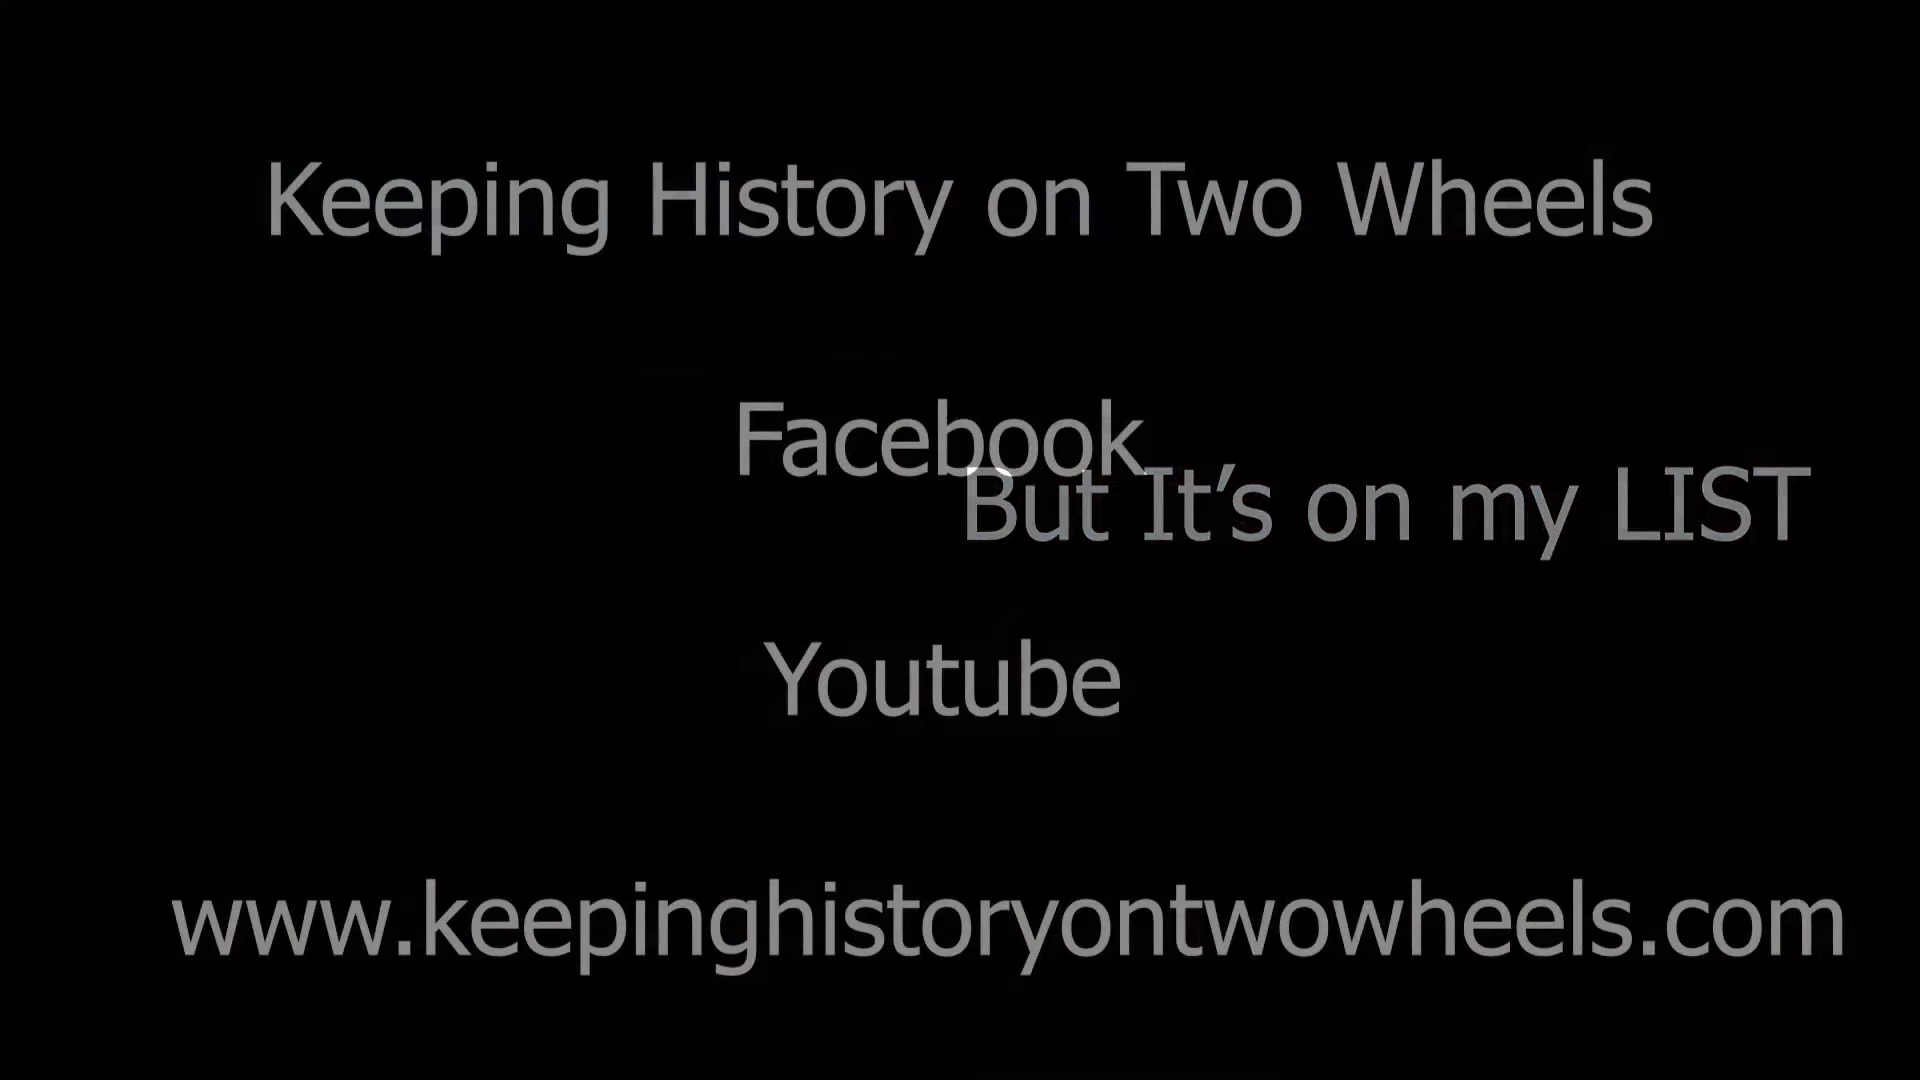 Keeping History on Two Wheels
Facebook
But It’s on my LIST
Youtube
www.keepinghistoryontwowheels.com